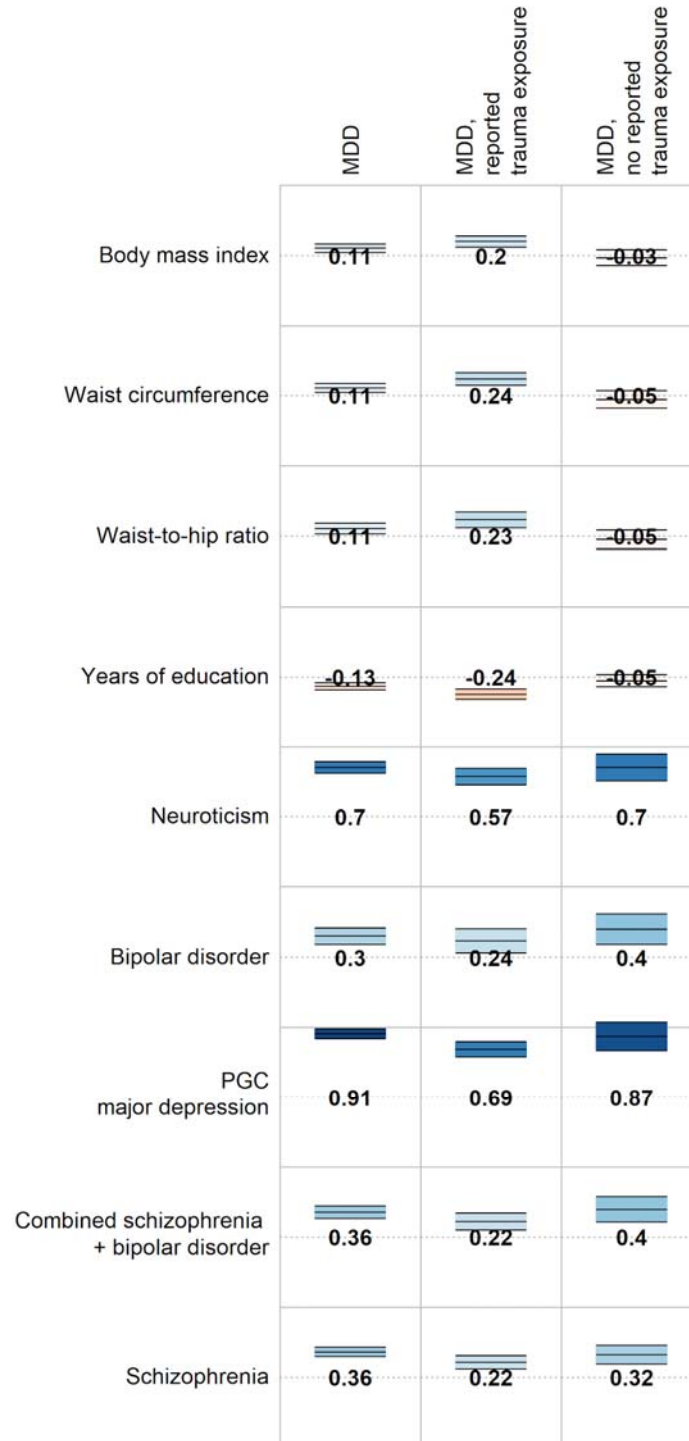 MDD
MDD,
reported
trauma exposure
MDD,
no reported
trauma exposure
Body mass index
0.11
0.2
-0.03
Waist circumference
0.11
0.24
-0.05
Waist-to-hip ratio
0.11
0.23
-0.05
Years of education
-0.13
-0.24
-0.05
Neuroticism
0.7
0.57
0.7
Bipolar disorder
0.3
0.24
0.4
PGC
major depression
0.91
0.69
0.87
Combined schizophrenia
+ bipolar disorder
0.36
0.22
0.4
Schizophrenia
0.36
0.22
0.32